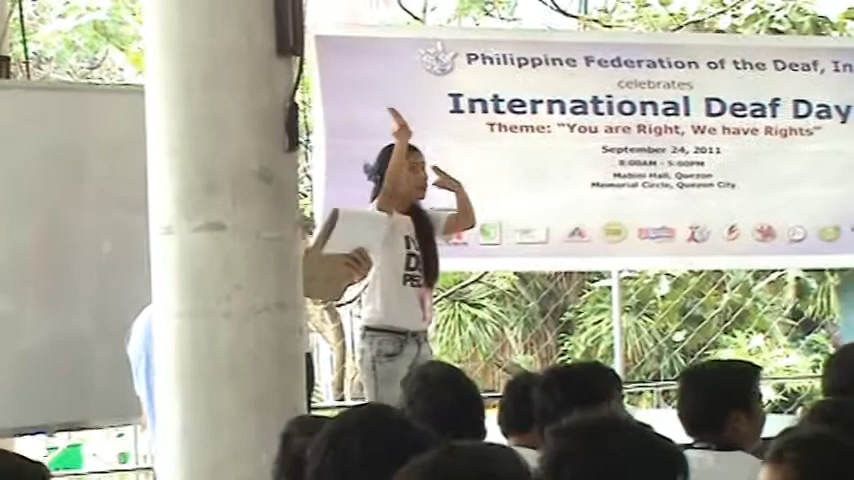 Philippine Federation of the Deaf, In
celebrates
International Deaf Day
Theme: "You are Right, We have Rights"
September 24, 2011
8:00AM - 5:00PM
Mabini Hall, Quezon
Memorial Circle, Quezon City